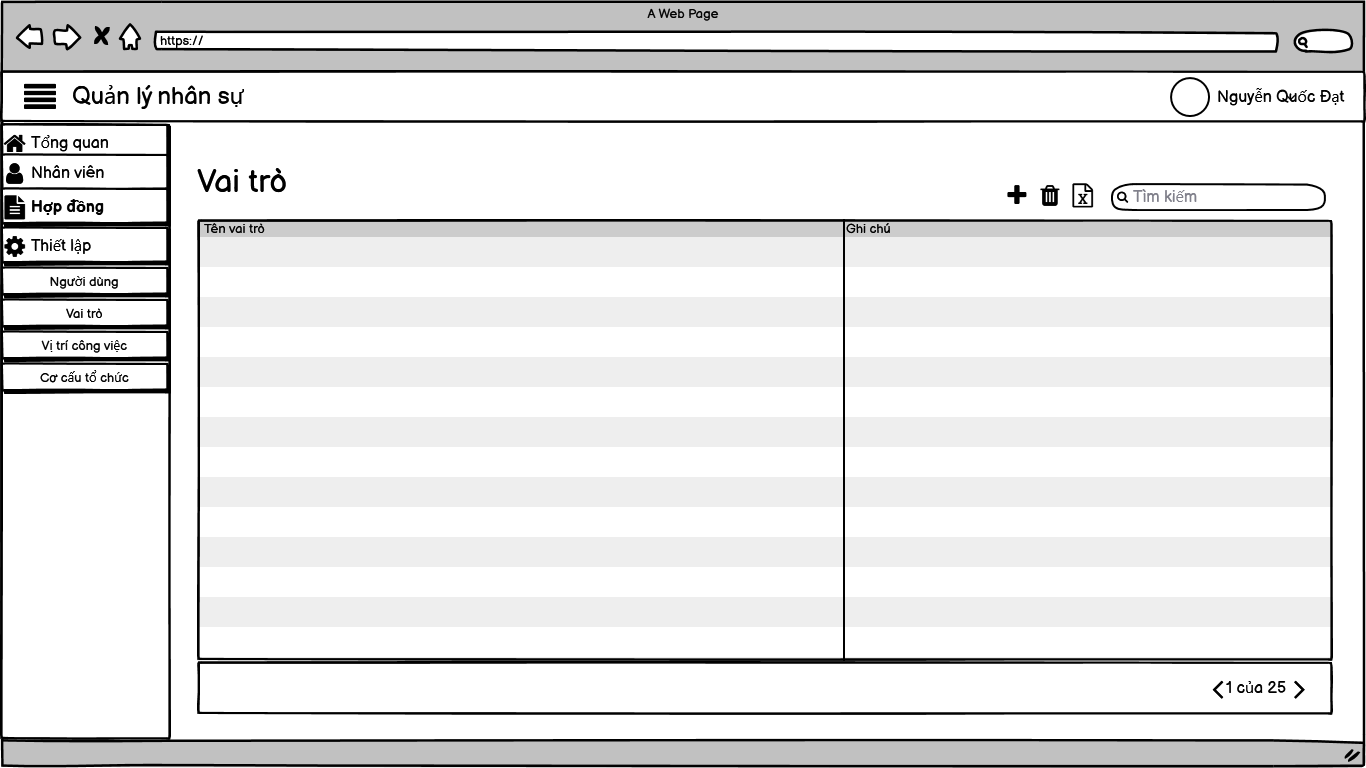 A Web Page
https://
Quản lý nhân sự
Nguyễn Quốc Đạt
Tổng quan
Nhân viên
Hợp đồng
Thiết lập
Người dùng
Vai trò
Vị trí công việc
Cơ cấu tổ chức
Vai trò
X
Tìm kiếm
Tên vai trò
Ghi chú
1 của 25